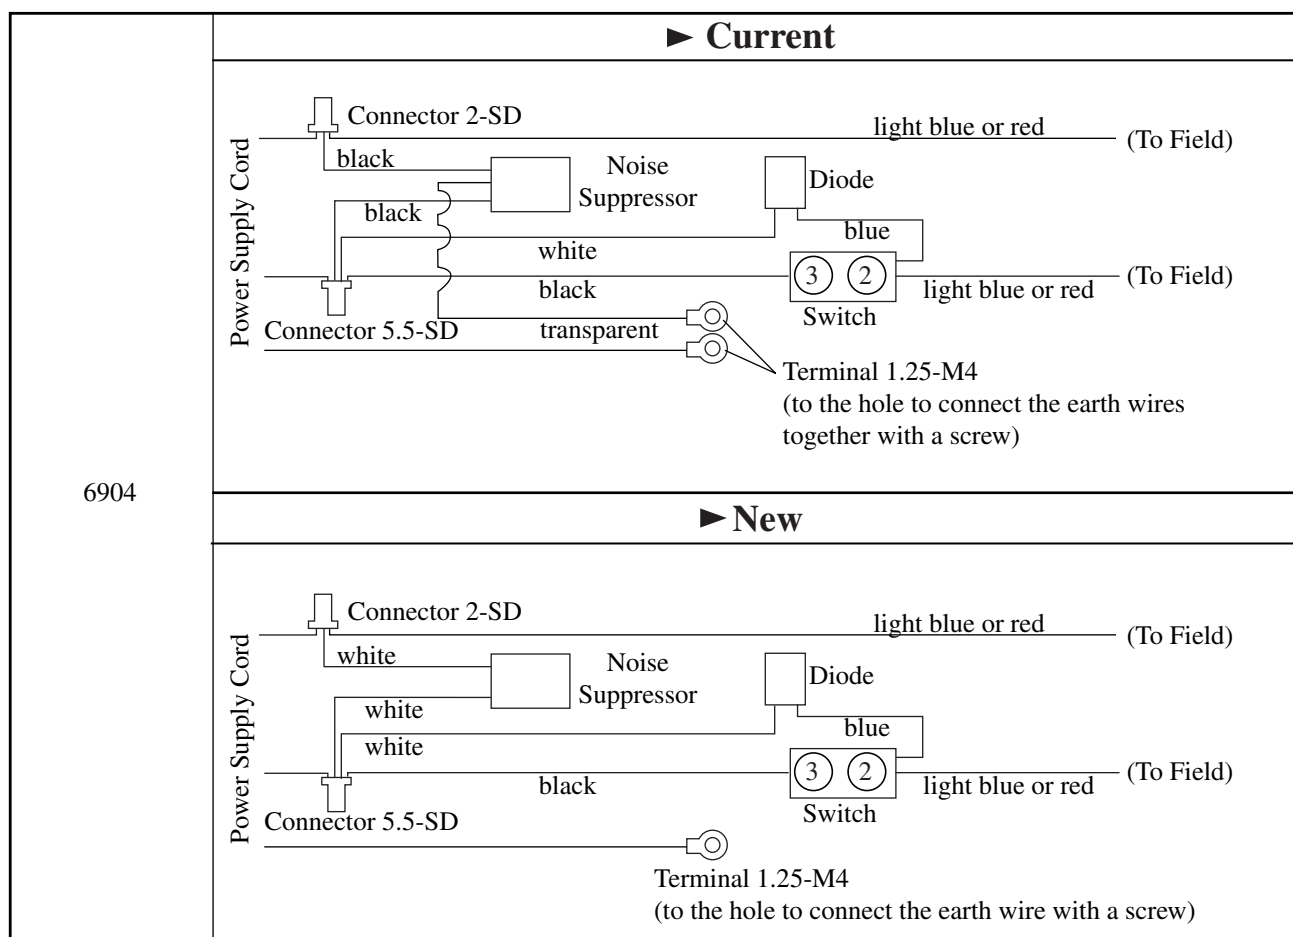 6904
► Current
Connector 2-SD
light blue or red
(To Field)
black
Noise
Suppressor
Diode
Power Supply Cord
black
blue
white
3
2
(To Field)
black
light blue or red
Switch
Connector 5.5-SD
transparent
Terminal 1.25-M4
(to the hole to connect the earth wires
together with a screw)
► New
Connector 2-SD
light blue or red
(To Field)
white
Noise
Suppressor
Diode
Power Supply Cord
white
blue
white
3
2
(To Field)
black
light blue or red
Switch
Connector 5.5-SD
Terminal 1.25-M4
(to the hole to connect the earth wire with a screw)